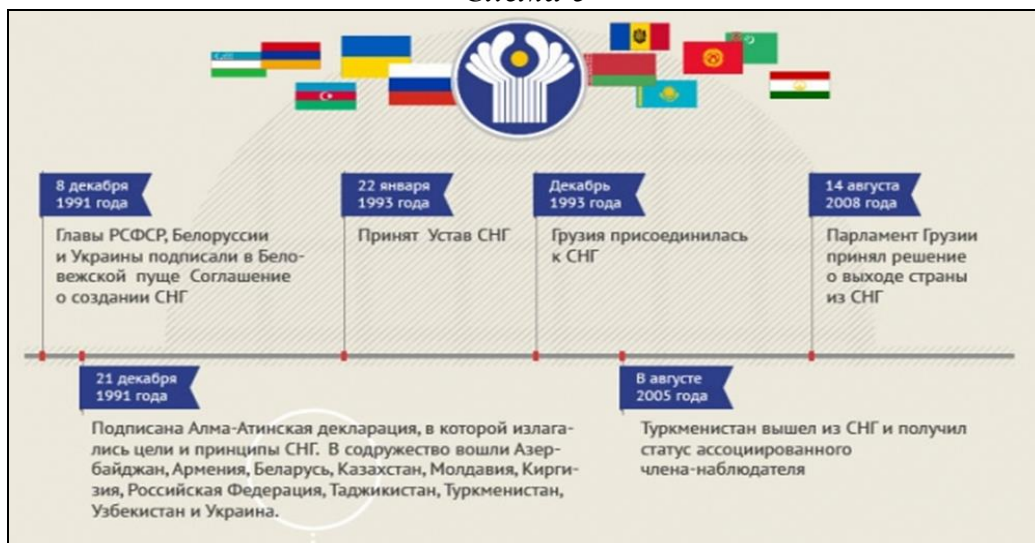 8 декабря
1991 года
Главы РСФСР, Белоруссии
и Украины подписали в Бело-
вежской пуще Соглашение
о создании СНГ
22 января
1993 года
Принят Устав СНГ
Декабрь
1993 года
Грузия присоединилась
к СНГ
14 августа
2008 года
Парламент Грузии
принял решение
о выходе страны
из СНГ
21 декабря
1991 года
Подписана Алма-Атинская декларация, в которой излага-
лись цели и принципы СНГ. В содружество вошли Азер-
байджан, Армения, Беларусь, Казахстан, Молдавия, Кирги-
зия, Российская Федерация, Таджикистан, Туркменистан,
Узбекистан и Украина.
В августе
2005 года
Туркменистан вышел из СНГ и получил
статус ассоциированного
члена-наблюдателя